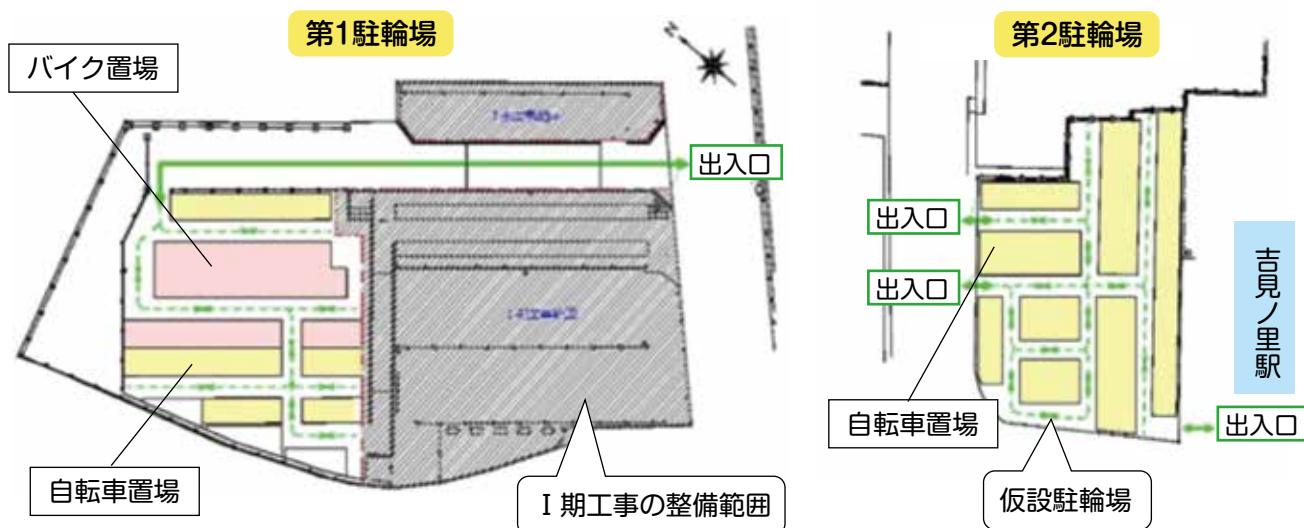 第1駐輪場
バイク置場
出入口
自転車置場
Ⅰ期工事の整備範囲
第2駐輪場
出入口
出入口
自転車置場
吉見ノ里駅
出入口
仮設駐輪場